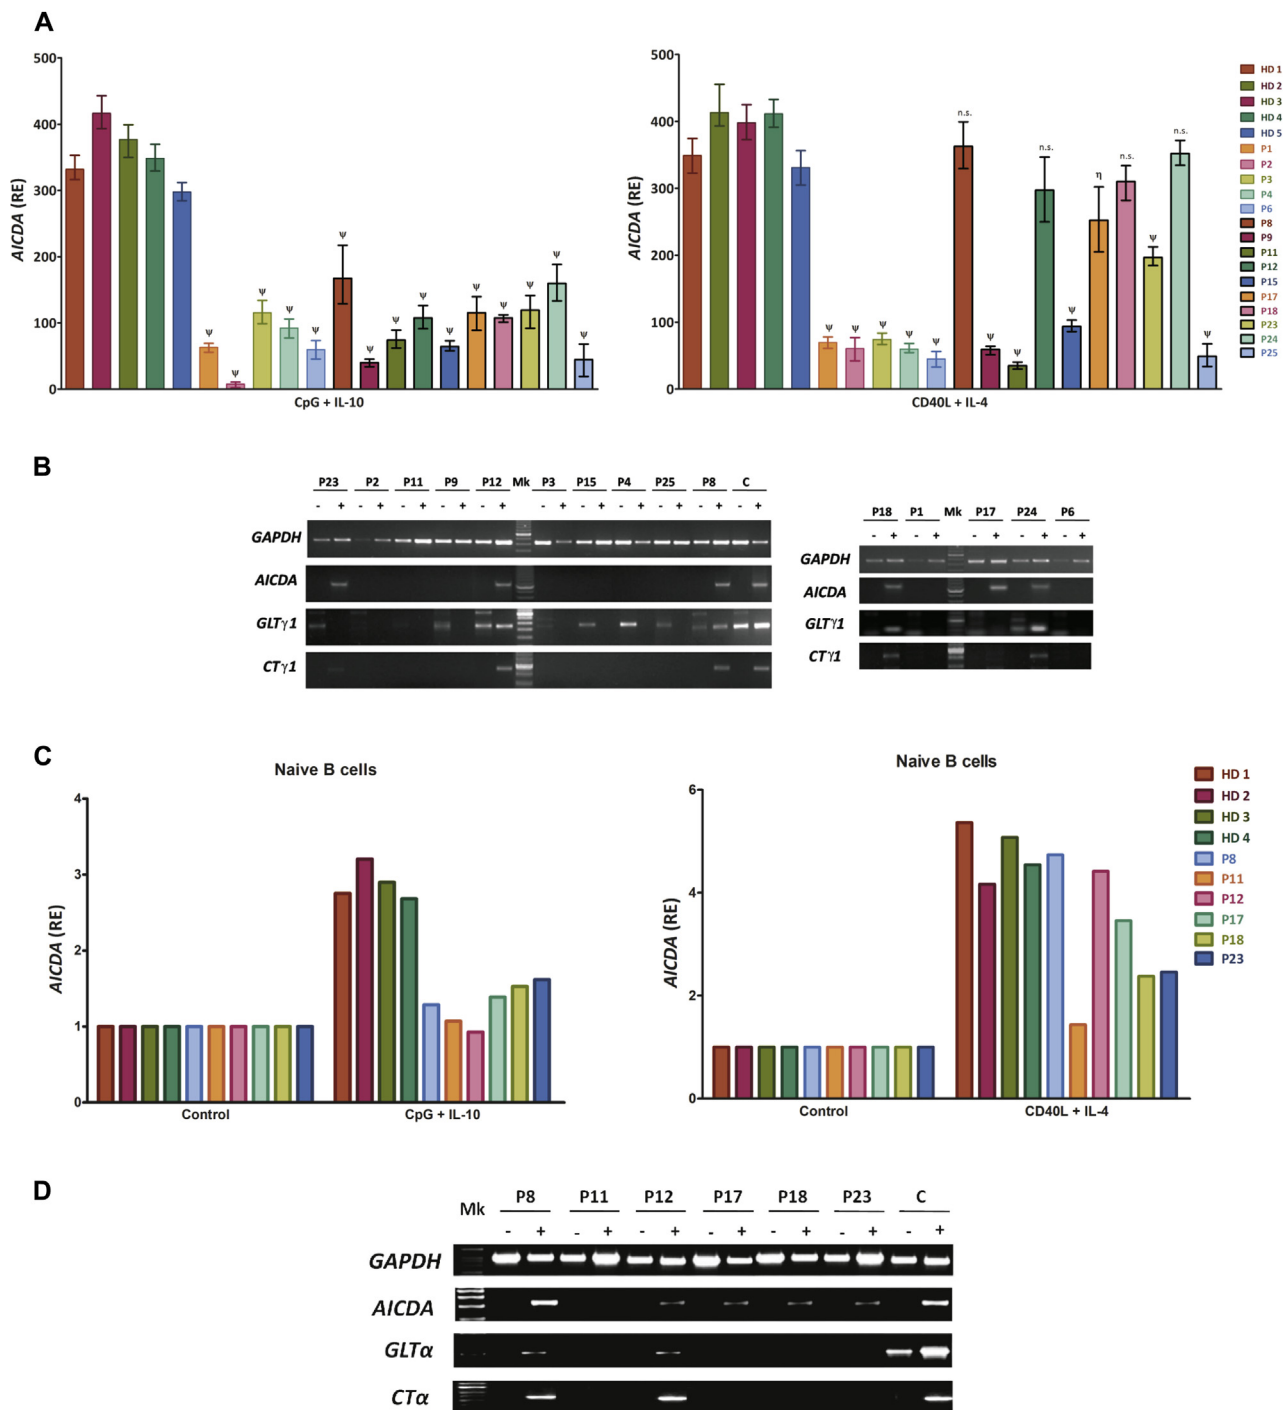 A
500
400
300
200
100
0
AICDA (RE)
ψ ψ ψ ψ ψ ψ ψ ψ ψ ψ ψ ψ ψ ψ ψ
CpG + IL-10
500
400
300
200
100
0
AICDA (RE)
ψ ψ ψ ψ ψ n.s. ψ ψ n.s. ψ η n.s. ψ n.s. ψ
CD40L + IL-4
HD 1
HD 2
HD 3
HD 4
HD 5
P1
P2
P3
P4
P6
P8
P9
P11
P12
P15
P17
P18
P23
P24
P25
B
P23 P2 P11 P9 P12 Mk P3 P15 P4 P25 P8 C
- + - + - + - + - + - + - + - + - + - + - +
GAPDH
AICDA
GLTγ1
CTγ1
P18 P1 Mk P17 P24 P6
- + - + - + - + - +
GAPDH
AICDA
GLTγ1
CTγ1
C
Naive B cells
4
3
2
1
0
AICDA (RE)
Control CpG + IL-10
Naive B cells
6
4
2
0
AICDA (RE)
Control CD40L + IL-4
HD 1
HD 2
HD 3
HD 4
P8
P11
P12
P17
P18
P23
D
Mk P8 P11 P12 P17 P18 P23 C
- + - + - + - + - + - + - +
GAPDH
AICDA
GLTα
CTα